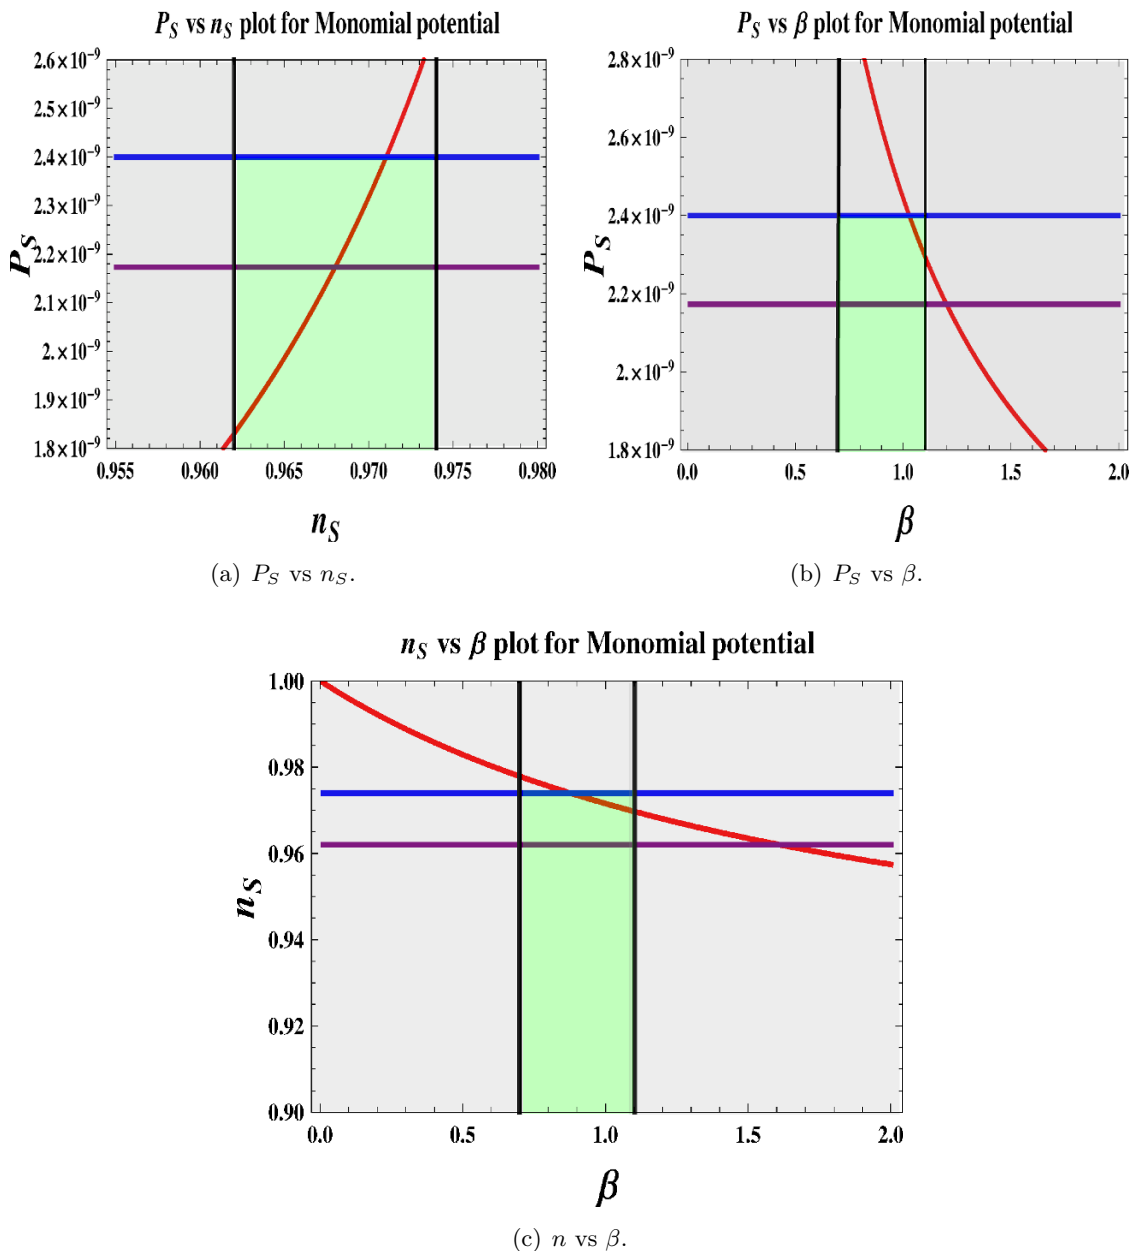 P_S vs n_S plot for Monomial potential
2.6×10⁻⁹
2.5×10⁻⁹
2.4×10⁻⁹
2.3×10⁻⁹
2.2×10⁻⁹
2.1×10⁻⁹
2.×10⁻⁹
1.9×10⁻⁹
1.8×10⁻⁹
P_S
0.955 0.960 0.965 0.970 0.975 0.980
n_S
(a) P_S vs n_S.
P_S vs β plot for Monomial potential
2.8×10⁻⁹
2.6×10⁻⁹
2.4×10⁻⁹
2.2×10⁻⁹
2.×10⁻⁹
1.8×10⁻⁹
P_S
0.0 0.5 1.0 1.5 2.0
β
(b) P_S vs β.
n_S vs β plot for Monomial potential
1.00
0.98
0.96
0.94
0.92
0.90
n_S
0.0 0.5 1.0 1.5 2.0
β
(c) n vs β.